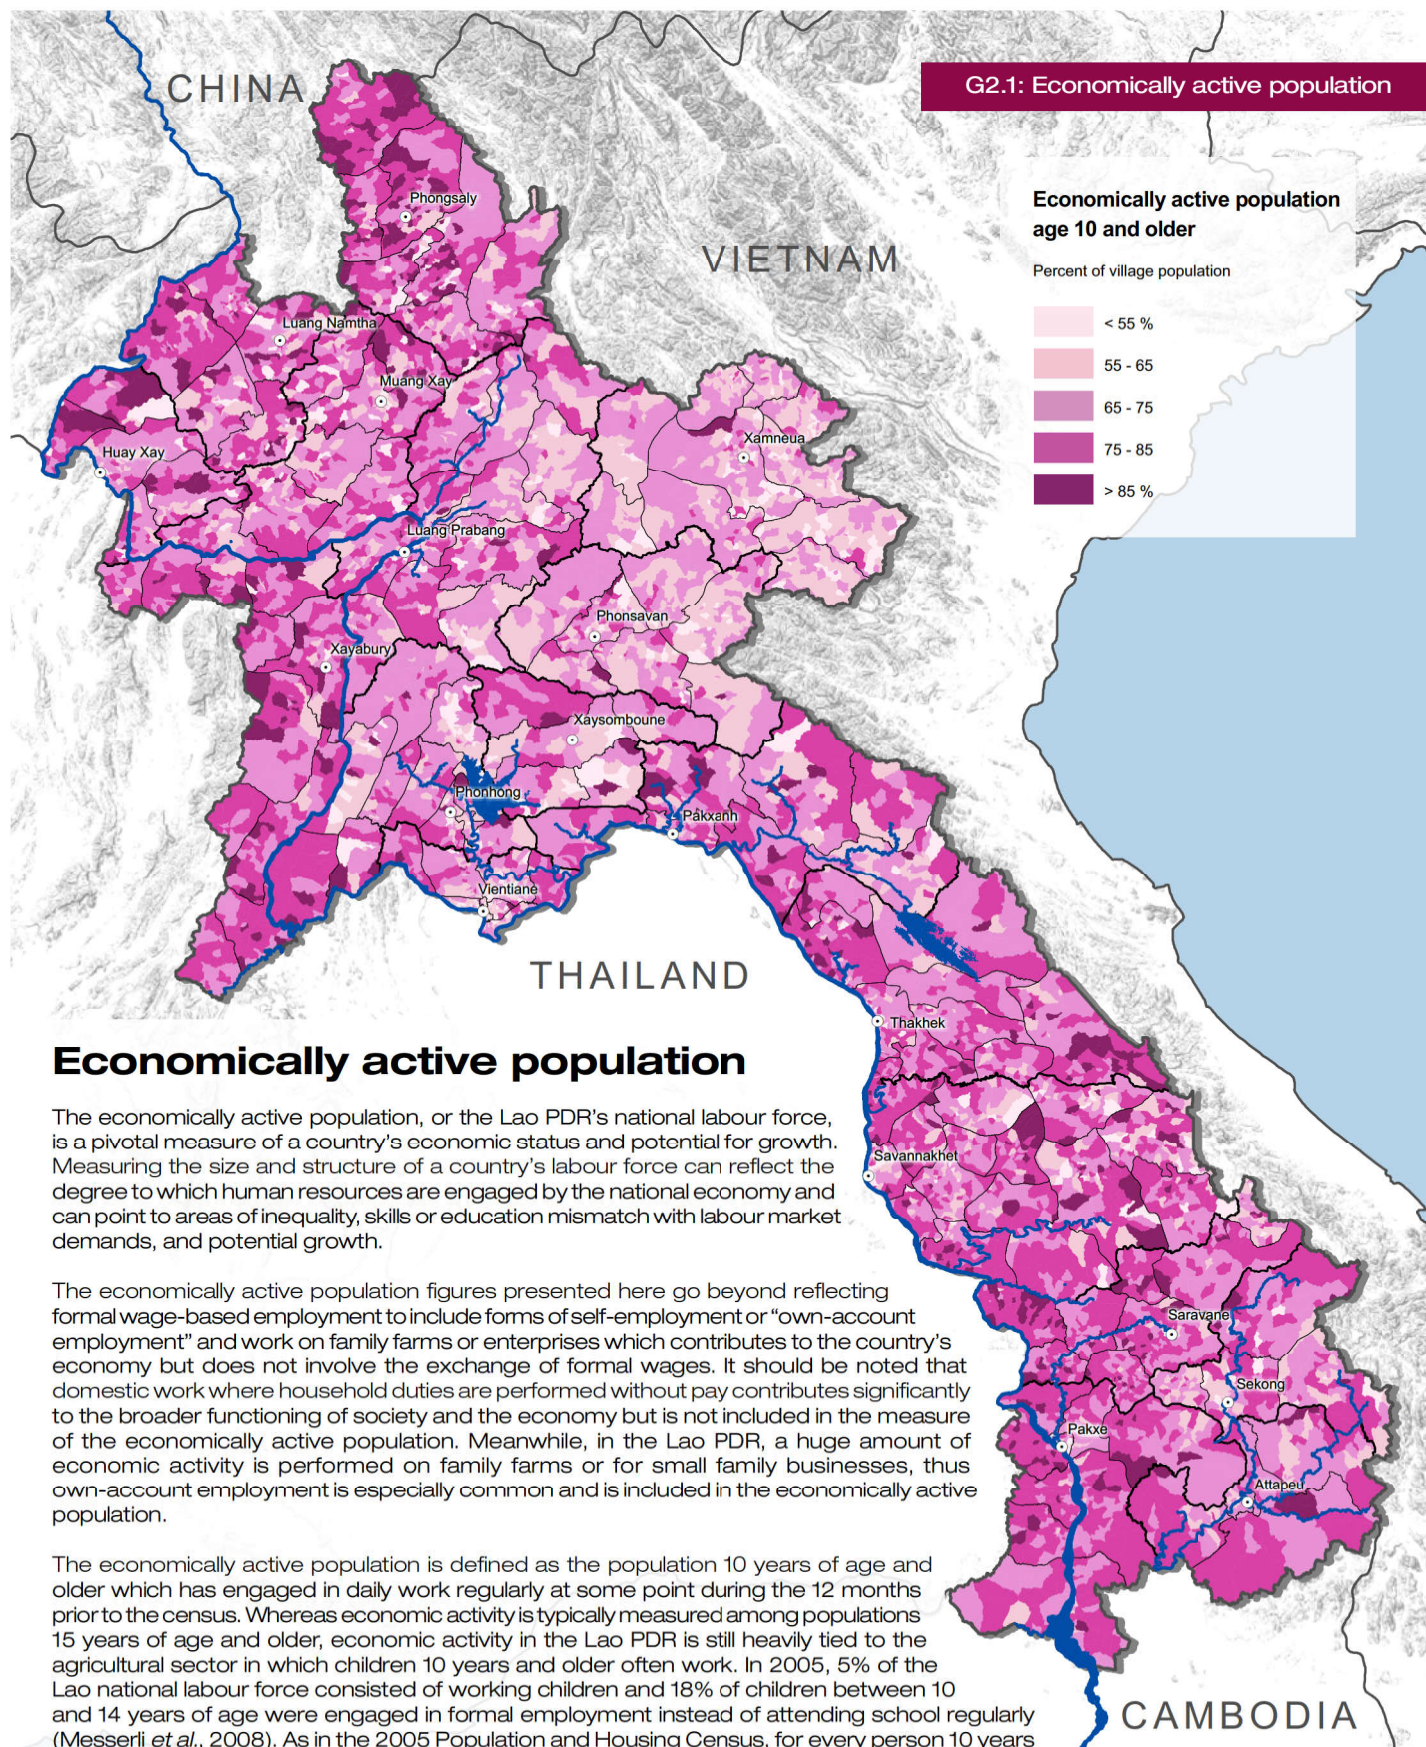 CHINA
G2.1: Economically active population
VIETNAM
Economically active population
age 10 and older
Percent of village population
< 55 %
55 - 65
65 - 75
75 - 85
> 85 %
Phongsaly
Luang Namtha
Muang Xay
Xamneua
Huay Xay
Luang Prabang
Phonsavan
Xayabury
Xaysomboune
Phonhong
Pakxanh
Vientiane
THAILAND
Thakhek
Savannakhet
Saravane
Sekong
Pakxe
Attapeu
CAMBODIA
Economically active population
The economically active population, or the Lao PDR's national labour force,
is a pivotal measure of a country's economic status and potential for growth.
Measuring the size and structure of a country's labour force can reflect the
degree to which human resources are engaged by the national economy and
can point to areas of inequality, skills or education mismatch with labour market
demands, and potential growth.
The economically active population figures presented here go beyond reflecting
formal wage-based employment to include forms of self-employment or “own-account
employment” and work on family farms or enterprises which contributes to the country's
economy but does not involve the exchange of formal wages. It should be noted that
domestic work where household duties are performed without pay contributes significantly
to the broader functioning of society and the economy but is not included in the measure
of the economically active population. Meanwhile, in the Lao PDR, a huge amount of
economic activity is performed on family farms or for small family businesses, thus
own-account employment is especially common and is included in the economically active
population.
The economically active population is defined as the population 10 years of age and
older which has engaged in daily work regularly at some point during the 12 months
prior to the census. Whereas economic activity is typically measured among populations
15 years of age and older, economic activity in the Lao PDR is still heavily tied to the
agricultural sector in which children 10 years and older often work. In 2005, 5% of the
Lao national labour force consisted of working children and 18% of children between 10
and 14 years of age were engaged in formal employment instead of attending school regularly
(Messerli et al., 2008). As in the 2005 Population and Housing Census, for every person 10 years